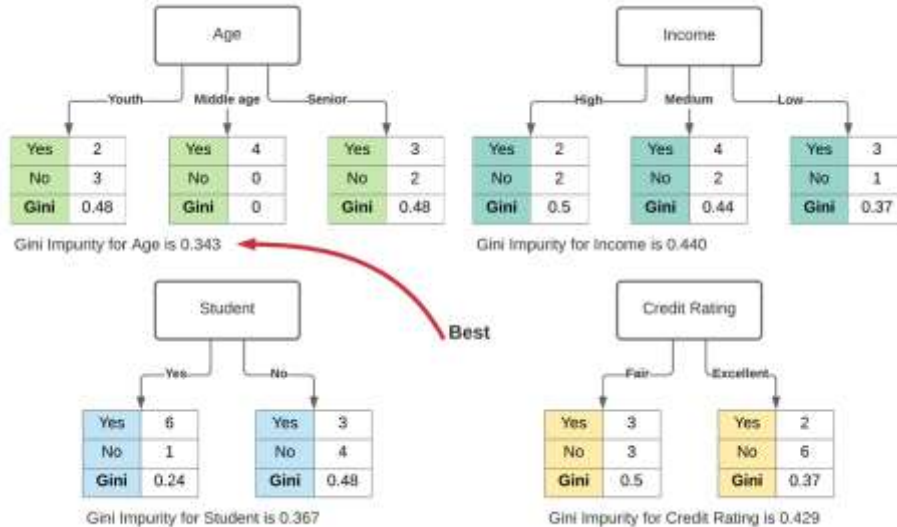 Age
Income
Youth
Middle age
Senior
High
Medium
Low
Yes 2
No 3
Gini 0.48
Yes 4
No 0
Gini 0
Yes 3
No 2
Gini 0.48
Yes 2
No 2
Gini 0.5
Yes 4
No 2
Gini 0.44
Yes 3
No 1
Gini 0.37
Gini Impurity for Age is 0.343
Gini Impurity for Income is 0.440
Best
Student
Credit Rating
Yes
No
Fair
Excellent
Yes 6
No 1
Gini 0.24
Yes 3
No 4
Gini 0.48
Yes 3
No 3
Gini 0.5
Yes 2
No 6
Gini 0.37
Gini Impurity for Student is 0.367
Gini Impurity for Credit Rating is 0.429